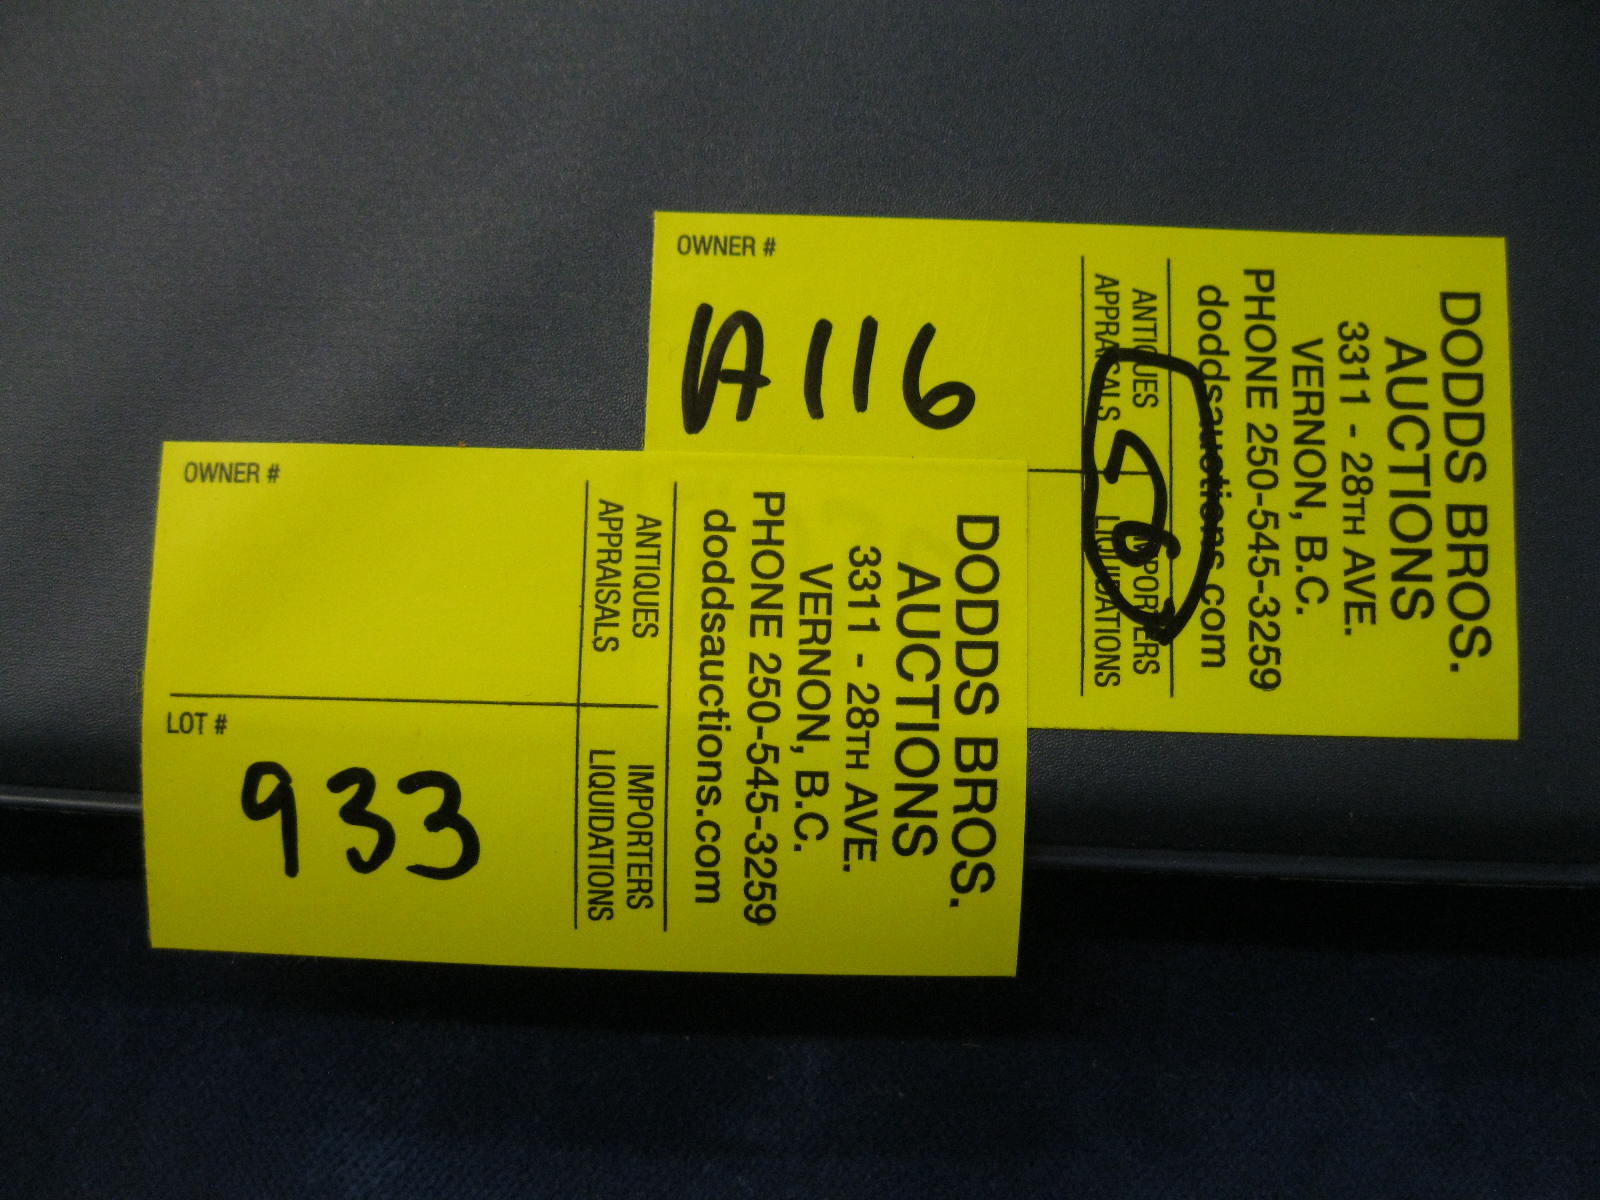 OWNER #
A116
DODDS BROS.
AUCTIONS
3311 - 28TH AVE.
VERNON, B.C.
PHONE 250-545-3259
doddsauctions.com
ANTIQUES IMPORTERS
APPRAISALS LIQUIDATIONS
OWNER #
LOT #
933
DODDS BROS.
AUCTIONS
3311 - 28TH AVE.
VERNON, B.C.
PHONE 250-545-3259
doddsauctions.com
ANTIQUES IMPORTERS
APPRAISALS LIQUIDATIONS